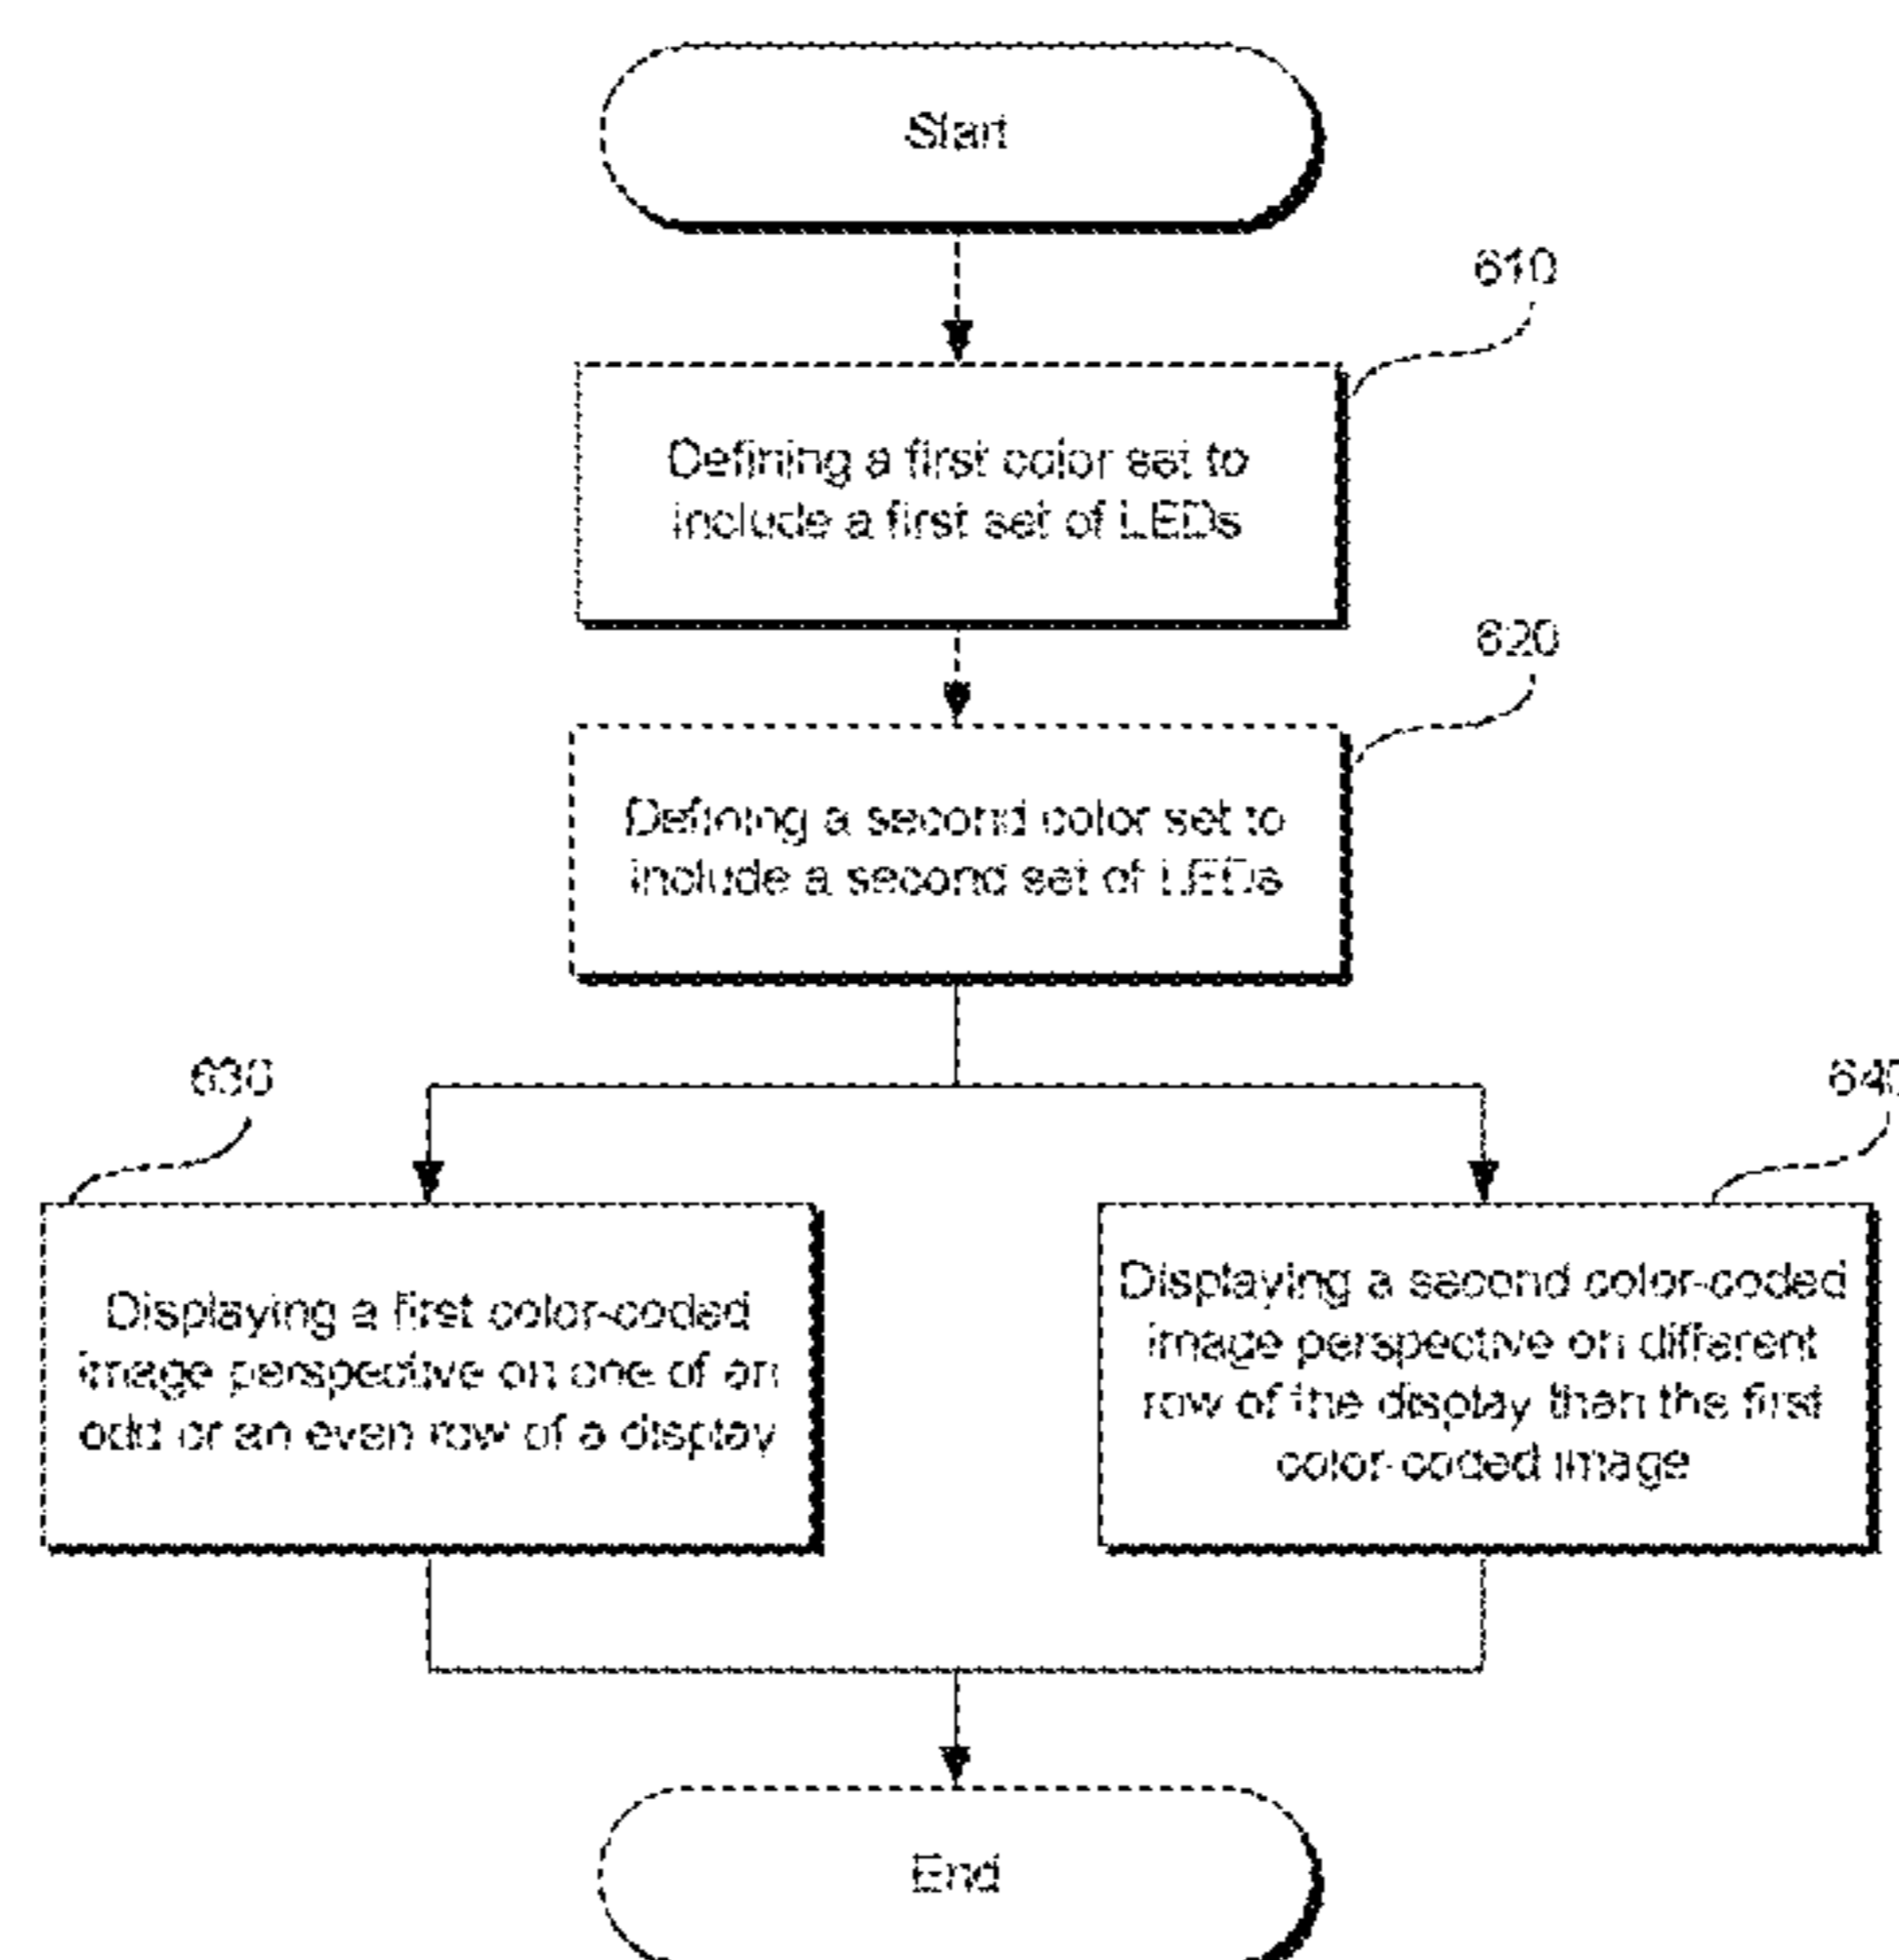 Start
610
Defining a first color set to
include a first set of LEDs
620
Defining a second color set to
include a second set of LEDs
630
640
Displaying a first color-coded
image perspective on one of an
odd or an even row of a display
Displaying a second color-coded
image perspective on different
row of the display than the first
color-coded image
End